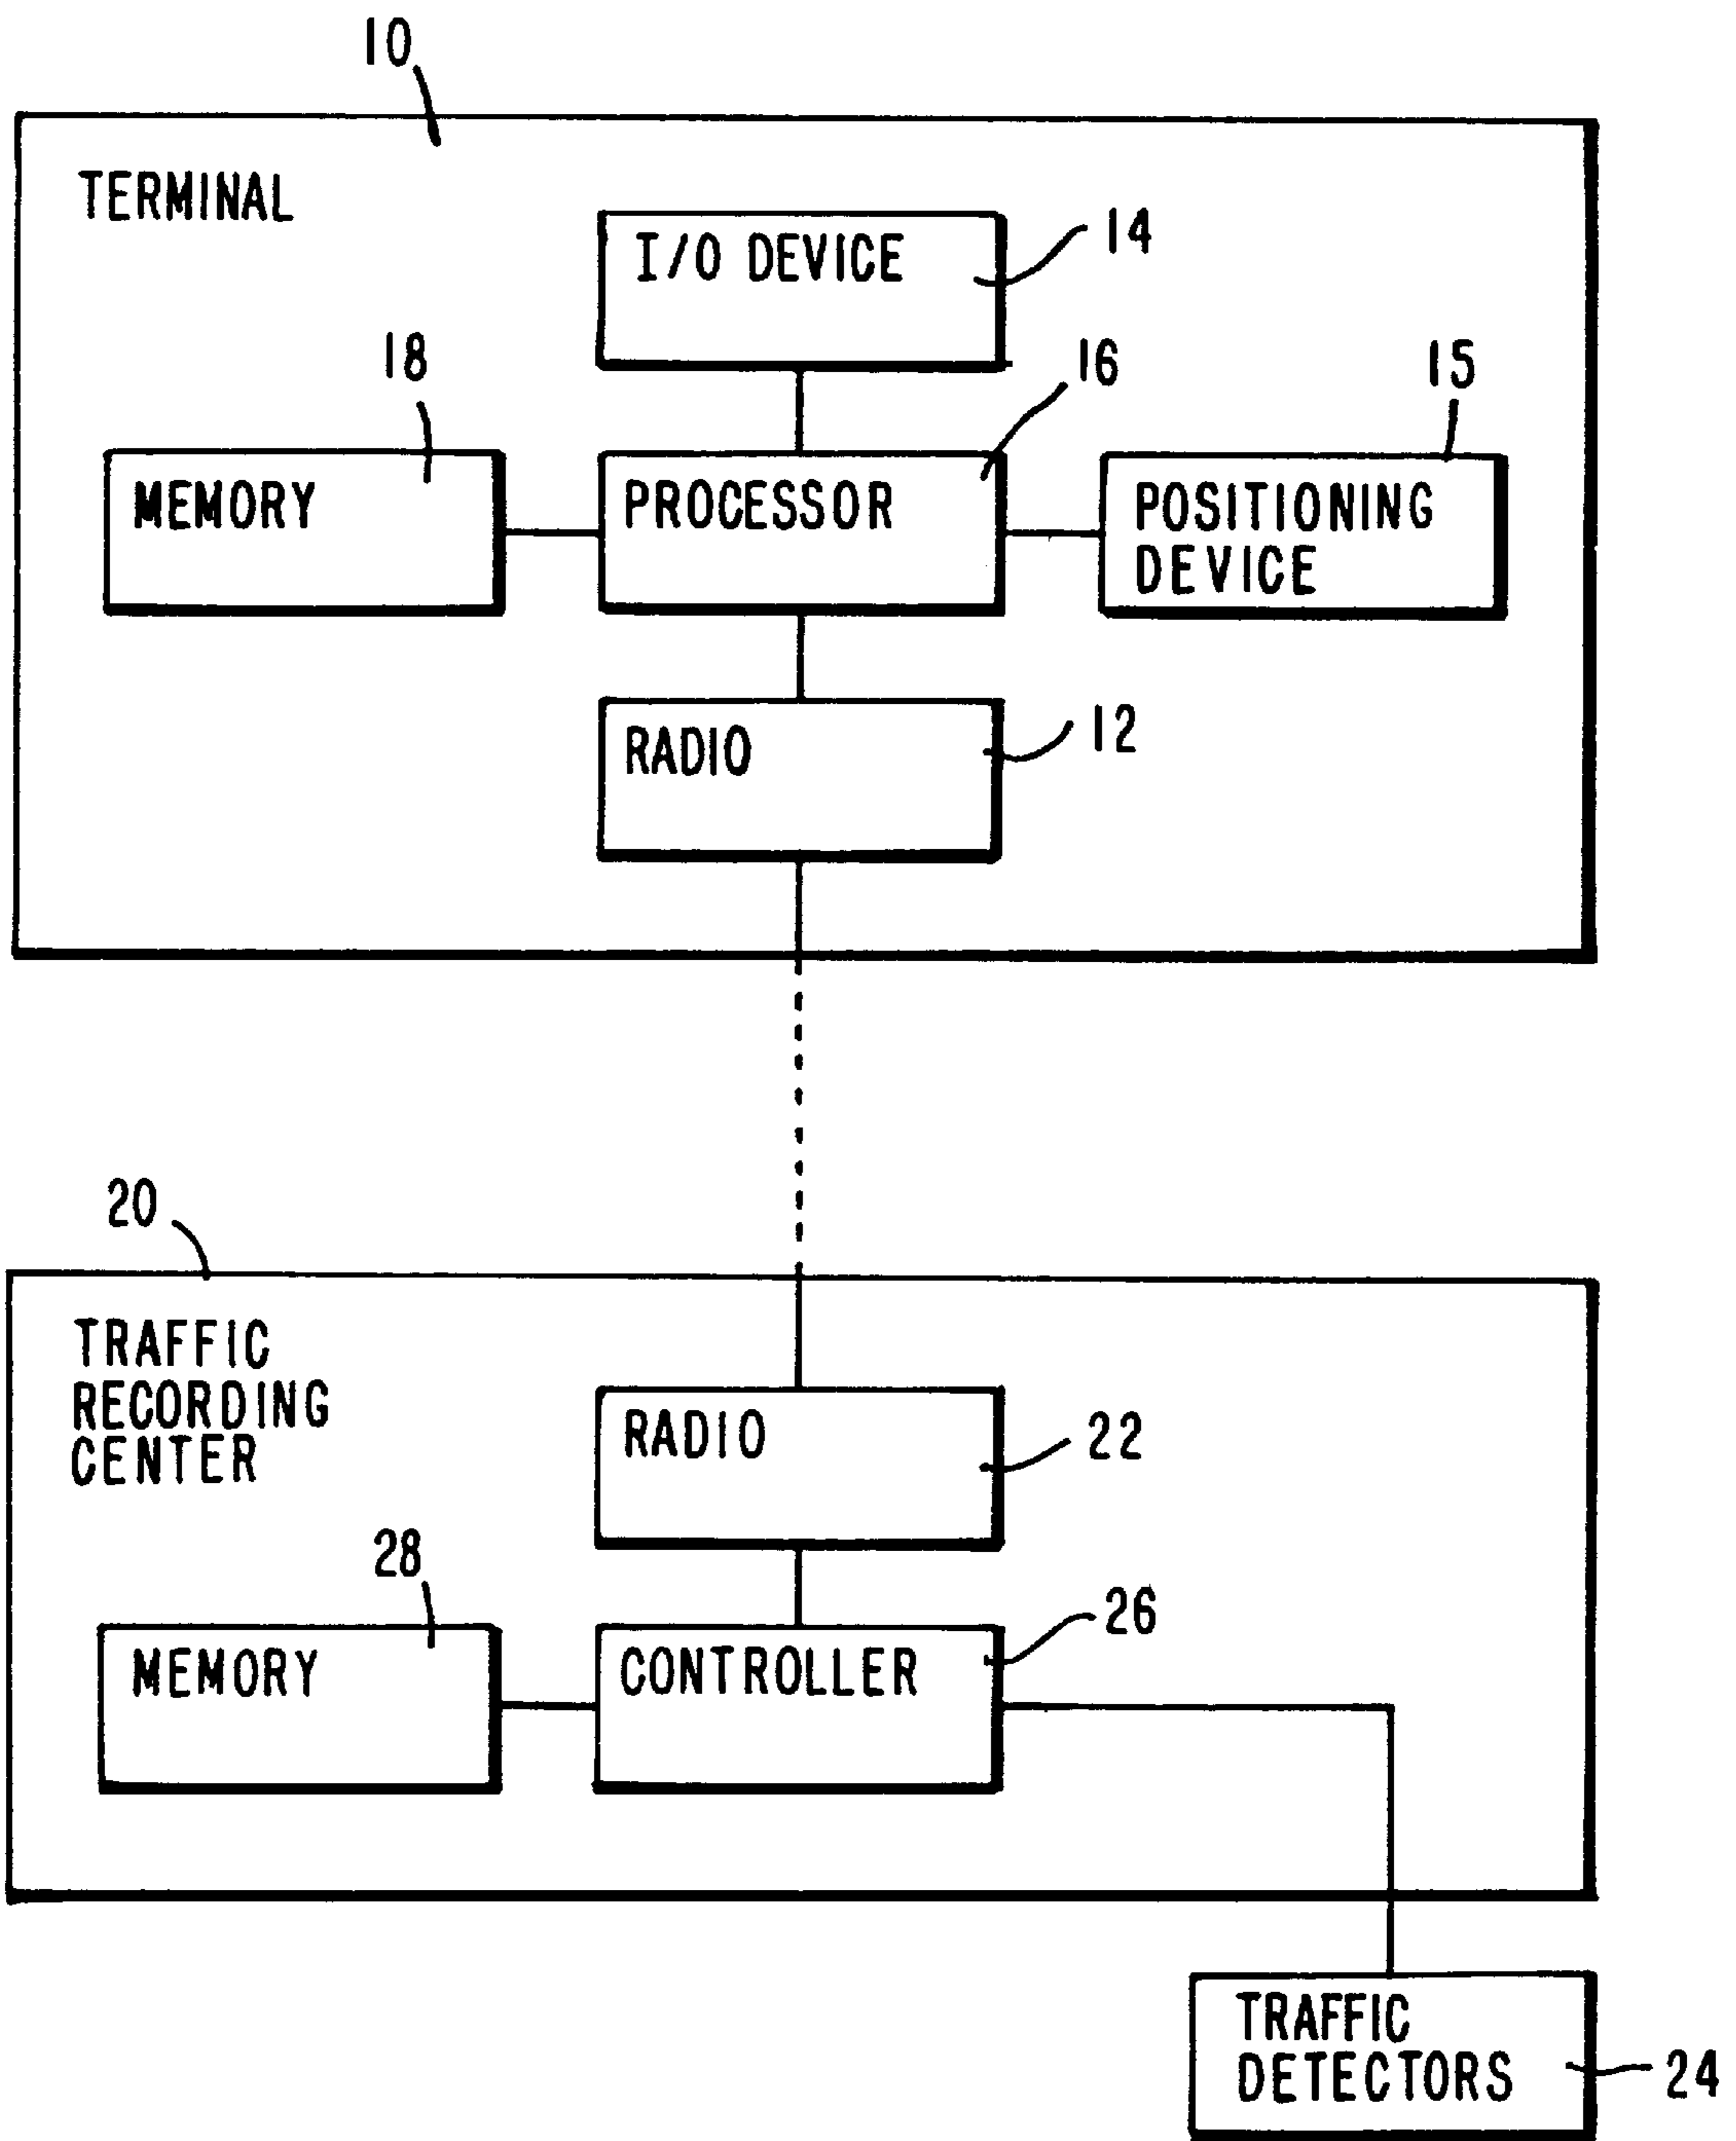 10
TERMINAL
I/O DEVICE
14
18
16
15
MEMORY
PROCESSOR
POSITIONING
DEVICE
RADIO
12
20
TRAFFIC
RECORDING
CENTER
RADIO
22
28
26
MEMORY
CONTROLLER
TRAFFIC
DETECTORS
24